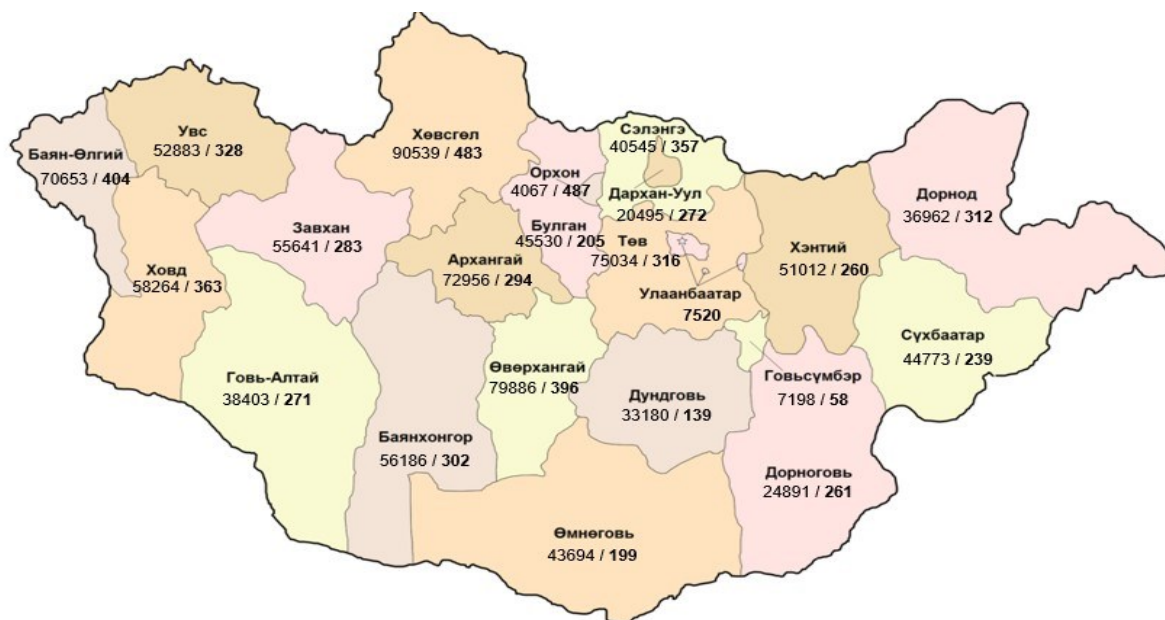 Увс
52883 / 328
Баян-Өлгий
70653 / 404
Ховд
58264 / 363
Завхан
55641 / 283
Говь-Алтай
38403 / 271
Хөвсгөл
90539 / 483
Архангай
72956 / 294
Баянхонгор
56186 / 302
Өвөрхангай
79886 / 396
Орхон
4067 / 487
Булган
45530 / 205
Сэлэнгэ
40545 / 357
Дархан-Уул
20495 / 272
Төв
75034 / 316
Улаанбаатар
7520
Дундговь
33180 / 139
Өмнөговь
43694 / 199
Говьсүмбэр
7198 / 58
Дорноговь
24891 / 261
Хэнтий
51012 / 260
Дорнод
36962 / 312
Сүхбаатар
44773 / 239